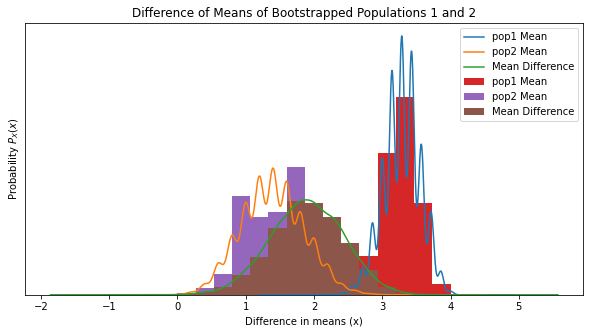 Difference of Means of Bootstrapped Populations 1 and 2
pop1 Mean
pop2 Mean
Mean Difference
pop1 Mean
pop2 Mean
Mean Difference
Probability Pₓ(x)
−2 −1 0 1 2 3 4 5
Difference in means (x)